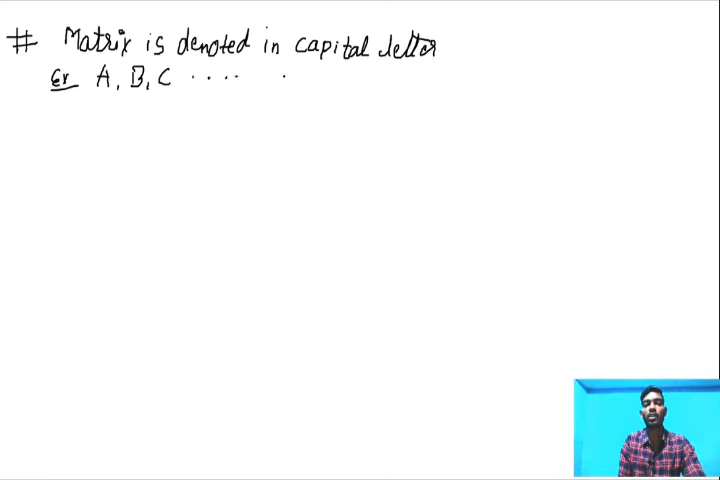 # Matrix is denoted in capital letter
Ex A, B, C . . . . .